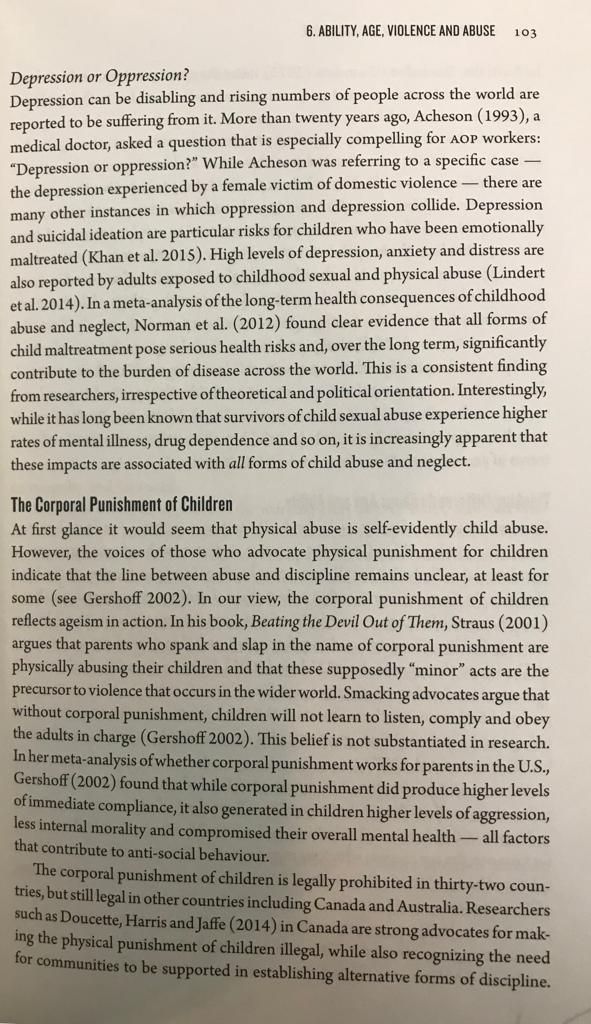 6. ABILITY, AGE, VIOLENCE AND ABUSE 103
Depression or Oppression?
Depression can be disabling and rising numbers of people across the world are
reported to be suffering from it. More than twenty years ago, Acheson (1993), a
medical doctor, asked a question that is especially compelling for AOP workers:
“Depression or oppression?” While Acheson was referring to a specific case —
the depression experienced by a female victim of domestic violence — there are
many other instances in which oppression and depression collide. Depression
and suicidal ideation are particular risks for children who have been emotionally
maltreated (Khan et al. 2015). High levels of depression, anxiety and distress are
also reported by adults exposed to childhood sexual and physical abuse (Lindert
et al. 2014). In a meta-analysis of the long-term health consequences of childhood
abuse and neglect, Norman et al. (2012) found clear evidence that all forms of
child maltreatment pose serious health risks and, over the long term, significantly
contribute to the burden of disease across the world. This is a consistent finding
from researchers, irrespective of theoretical and political orientation. Interestingly,
while it has long been known that survivors of child sexual abuse experience higher
rates of mental illness, drug dependence and so on, it is increasingly apparent that
these impacts are associated with all forms of child abuse and neglect.
The Corporal Punishment of Children
At first glance it would seem that physical abuse is self-evidently child abuse.
However, the voices of those who advocate physical punishment for children
indicate that the line between abuse and discipline remains unclear, at least for
some (see Gershoff 2002). In our view, the corporal punishment of children
reflects ageism in action. In his book, Beating the Devil Out of Them, Straus (2001)
argues that parents who spank and slap in the name of corporal punishment are
physically abusing their children and that these supposedly “minor” acts are the
precursor to violence that occurs in the wider world. Smacking advocates argue that
without corporal punishment, children will not learn to listen, comply and obey
the adults in charge (Gershoff 2002). This belief is not substantiated in research.
In her meta-analysis of whether corporal punishment works for parents in the U.S.,
Gershoff (2002) found that while corporal punishment did produce higher levels
of immediate compliance, it also generated in children higher levels of aggression,
less internal morality and compromised their overall mental health — all factors
that contribute to anti-social behaviour.
The corporal punishment of children is legally prohibited in thirty-two coun-
tries, but still legal in other countries including Canada and Australia. Researchers
such as Doucette, Harris and Jaffe (2014) in Canada are strong advocates for mak-
ing the physical punishment of children illegal, while also recognizing the need
for communities to be supported in establishing alternative forms of discipline.